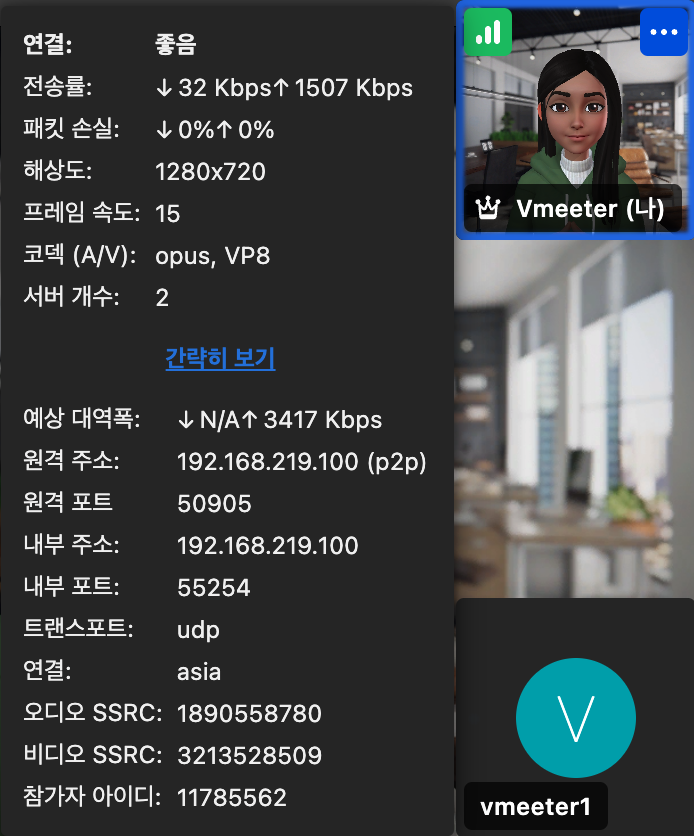 연결: 좋음
전송률: ↓32 Kbps↑1507 Kbps
패킷 손실: ↓0%↑0%
해상도: 1280x720
프레임 속도: 15
코덱 (A/V): opus, VP8
서버 개수: 2
간략히 보기
예상 대역폭: ↓N/A↑3417 Kbps
원격 주소: 192.168.219.100 (p2p)
원격 포트 50905
내부 주소: 192.168.219.100
내부 포트: 55254
트랜스포트: udp
연결: asia
오디오 SSRC: 1890558780
비디오 SSRC: 3213528509
참가자 아이디: 11785562
Vmeeter (나)
V
vmeeter1